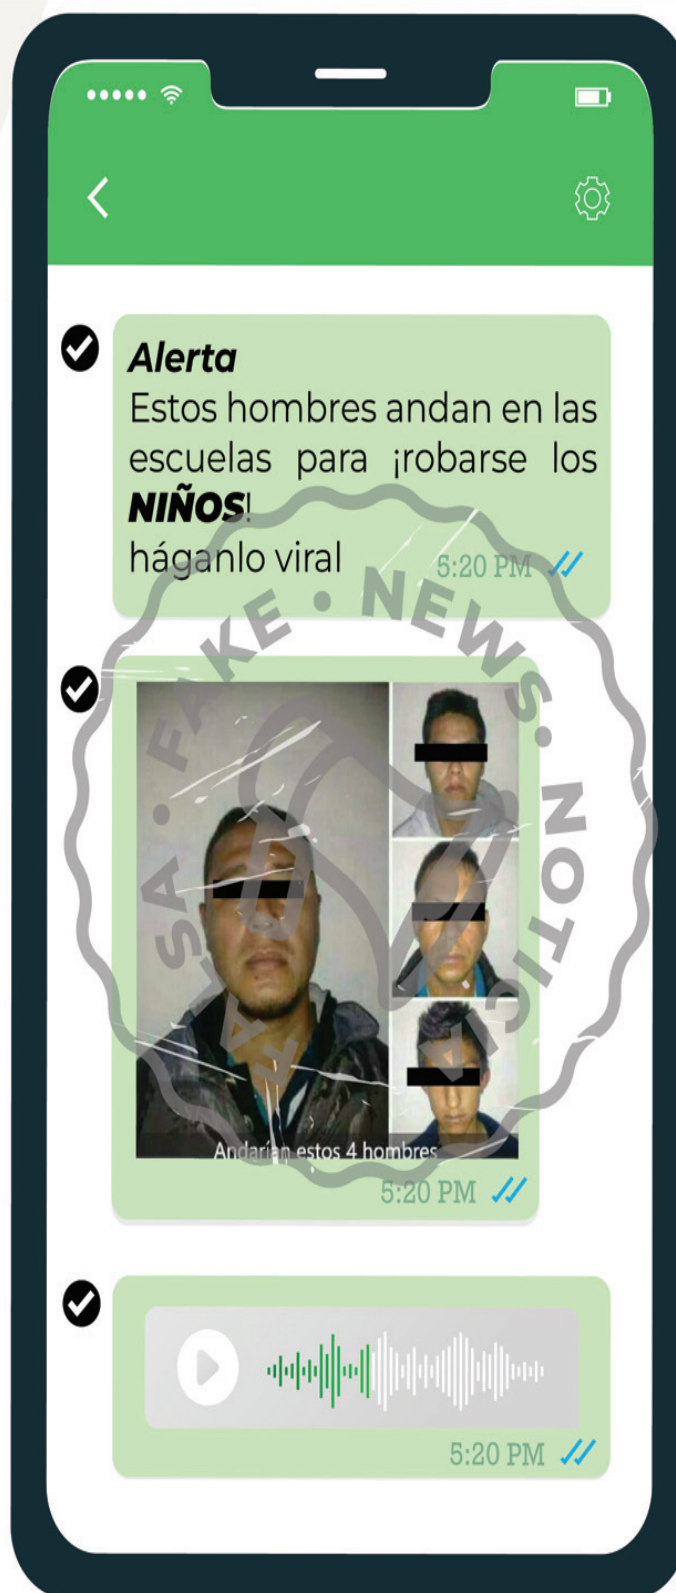 Alerta
Estos hombres andan en las
escuelas para ¡robarse los
NIÑOS!
háganlo viral
5:20 PM
FAKE · NEWS · NOTICIA FALSA ·
Andarían estos 4 hombres
5:20 PM
5:20 PM